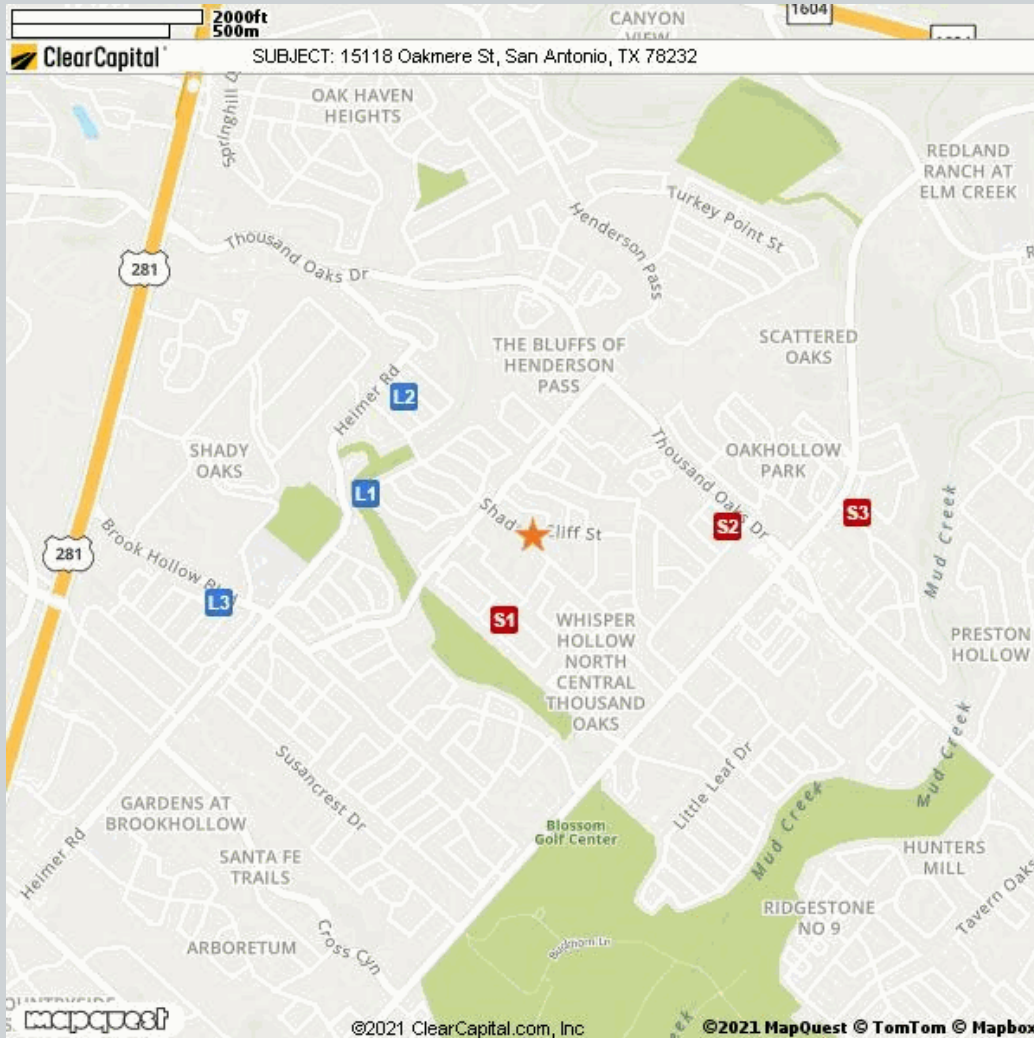 2000ft
500m
CANYON
VIEW
1604
ClearCapital
SUBJECT: 15118 Oakmere St, San Antonio, TX 78232
OAK HAVEN
HEIGHTS
Springhill
REDLAND
RANCH AT
ELM CREEK
Turkey Point St
Henderson Pass
Thousand Oaks Dr
281
THE BLUFFS OF
HENDERSON
PASS
SCATTERED
OAKS
Heimer Rd
L2
SHADY
OAKS
Thousand Oaks Dr
OAKHOLLOW
PARK
L1
S3
S2
Cliff St
Mud Creek
281
Brook Hollow
L3
S1
WHISPER
HOLLOW
NORTH
CENTRAL
THOUSAND
OAKS
PRESTON
HOLLOW
Mud Creek
Susancrest Dr
Little Leaf Dr
Mud Creek
GARDENS AT
BROOKHOLLOW
Blossom
Golf Center
HUNTERS
MILL
Heimer Rd
SANTA FE
TRAILS
RIDGESTONE
NO 9
Tavern Oaks
Cross Cyn
ARBORETUM
Buckhorn Ln
mapquest
©2021 ClearCapital.com, Inc
©2021 MapQuest © TomTom © Mapbox